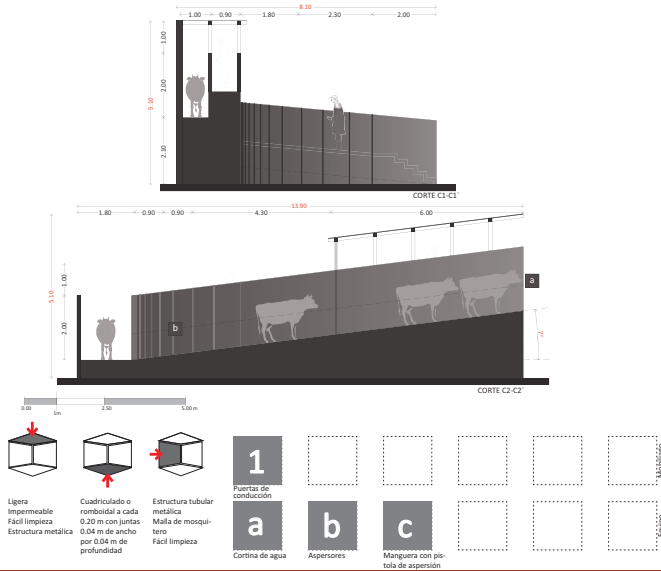 8.10
1.00 0.90 1.80 2.30 2.00
1.00
2.00
5.10
2.10
CORTE C1-C1´
13.90
1.80 0.90 0.90 4.30 6.00
1.00
5.10
2.00
a
b
7°
CORTE C2-C2´
0.00 2.50 5.00 m
1m
Ligera
Impermeable
Fácil limpieza
Estructura metálica
Cuadriculado o
romboidal a cada
0.20 m con juntas
0.04 m de ancho
por 0.04 m de
profundidad
Estructura tubular
metálica
Malla de mosqui-
tero
Fácil limpieza
1
Puertas de
conducción
a
Cortina de agua
b
Aspersores
c
Manguera con pis-
tola de aspersión